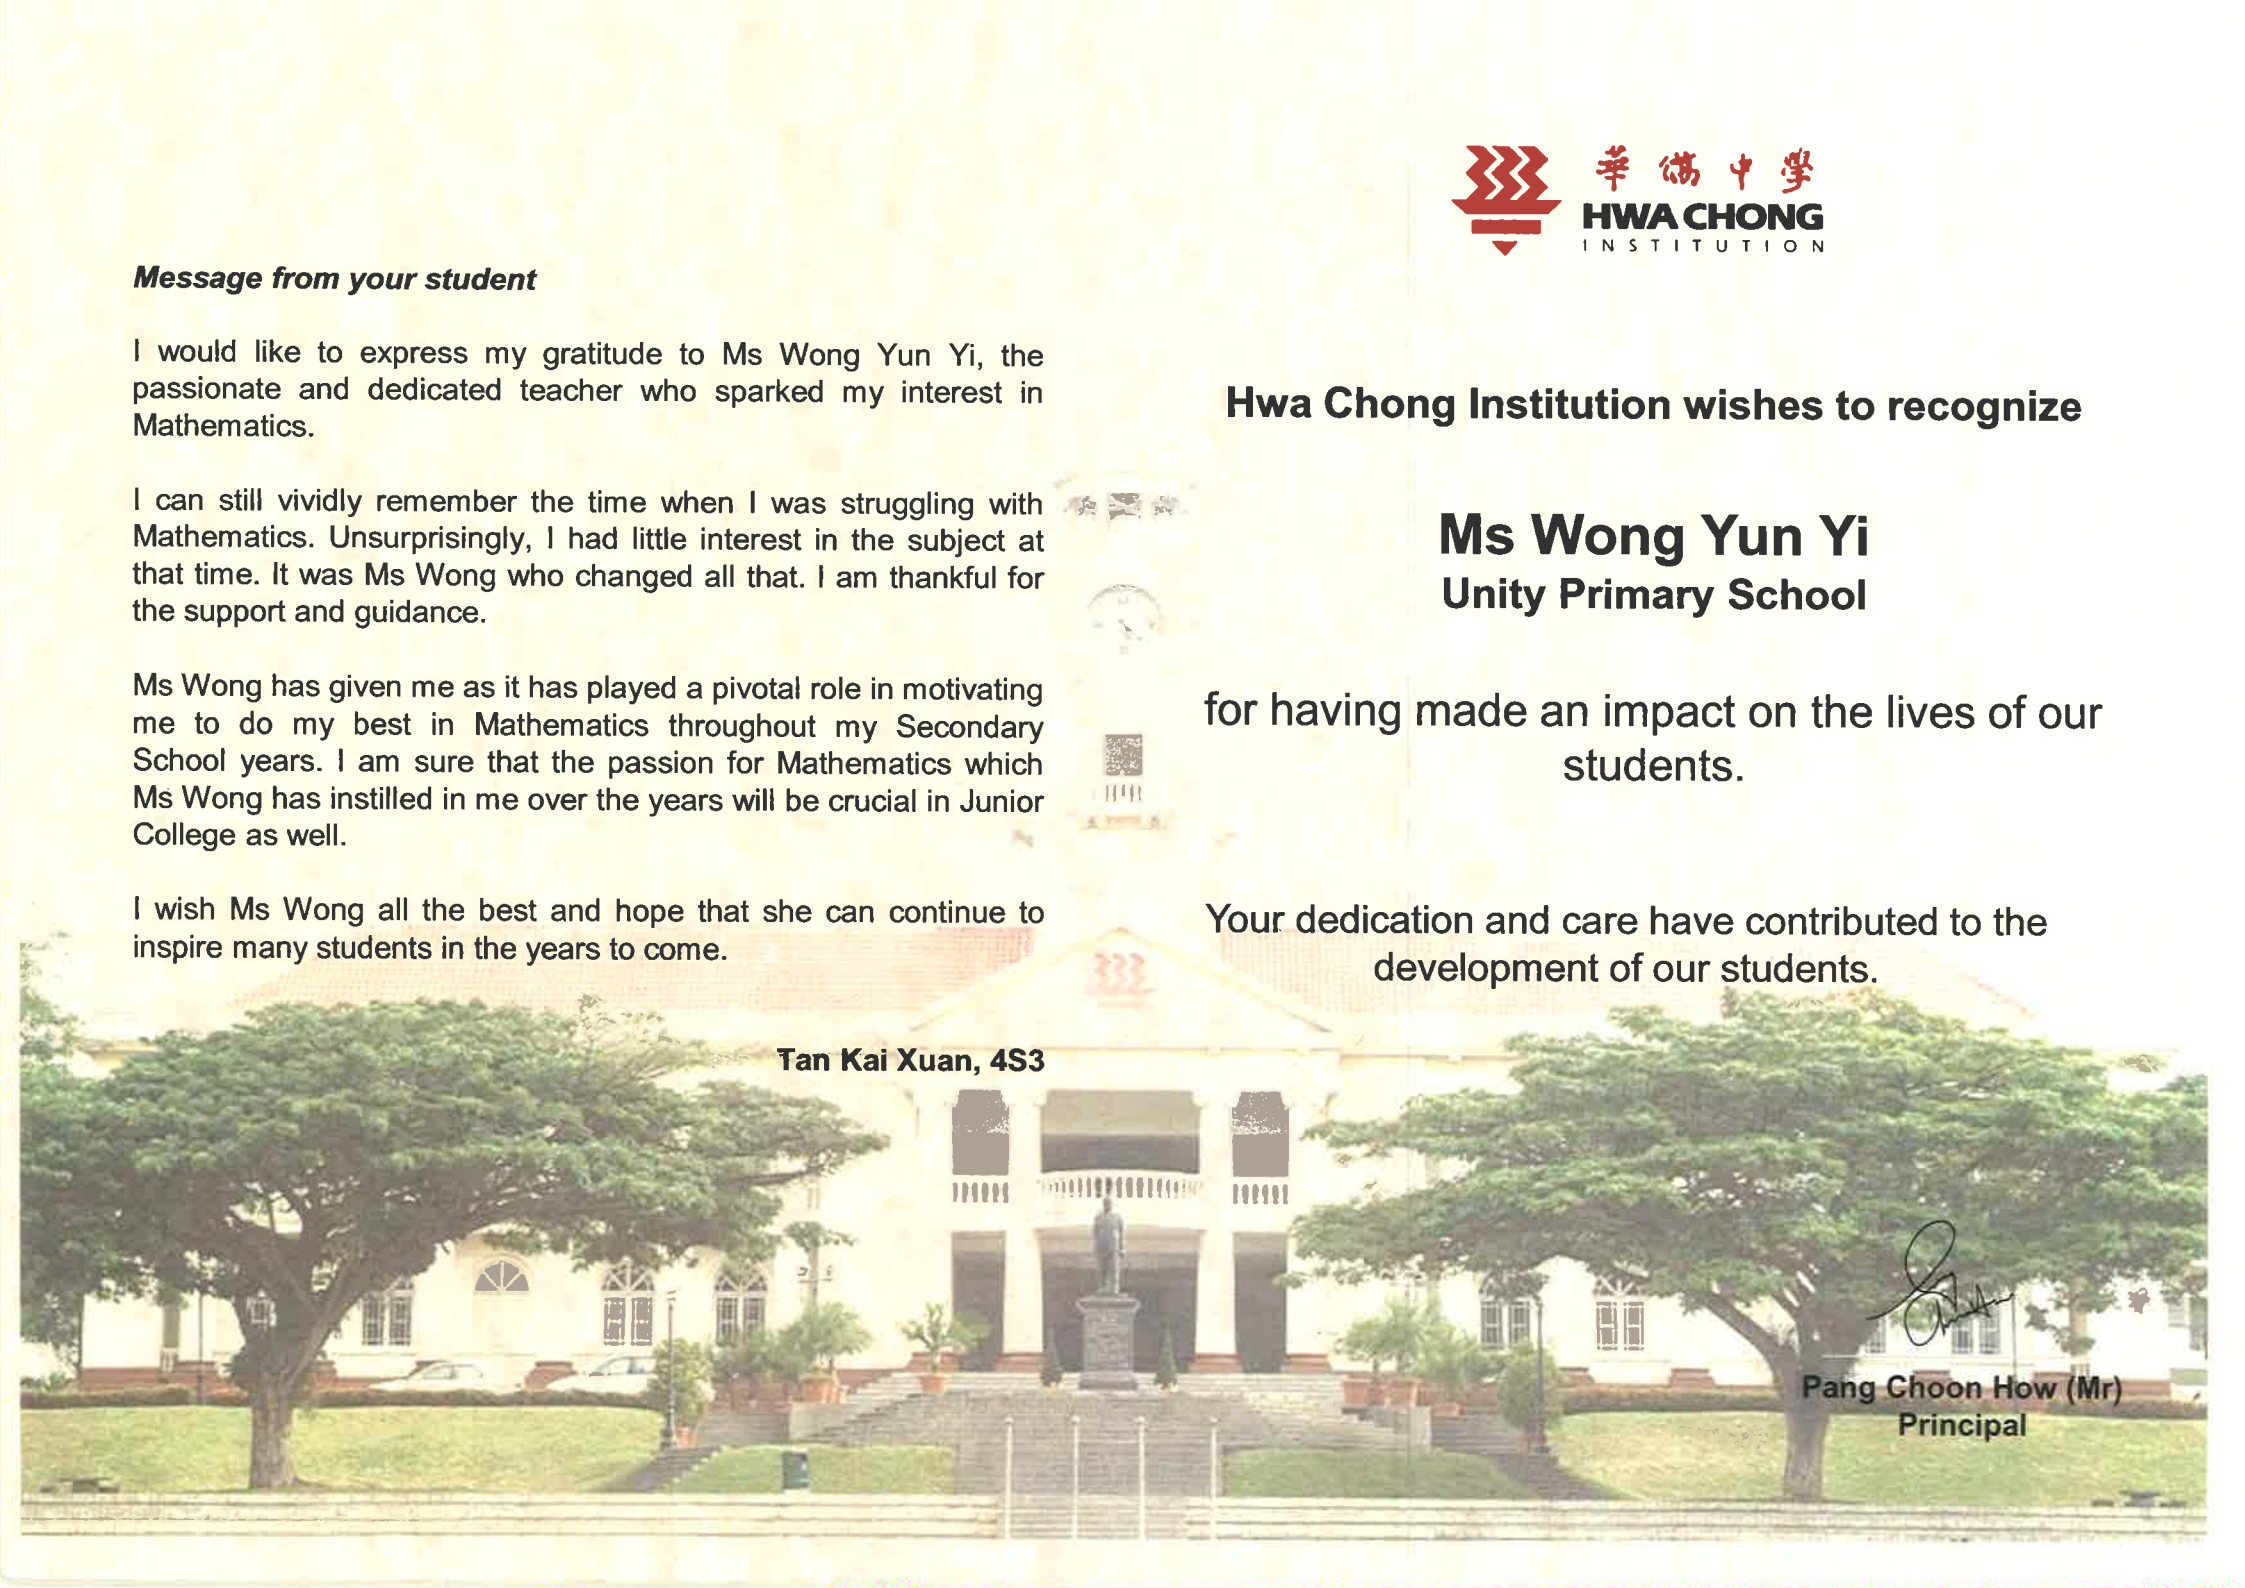 Message from your student
I would like to express my gratitude to Ms Wong Yun Yi, the
passionate and dedicated teacher who sparked my interest in
Mathematics.
I can still vividly remember the time when I was struggling with
Mathematics. Unsurprisingly, I had little interest in the subject at
that time. It was Ms Wong who changed all that. I am thankful for
the support and guidance.
Ms Wong has given me as it has played a pivotal role in motivating
me to do my best in Mathematics throughout my Secondary
School years. I am sure that the passion for Mathematics which
Ms Wong has instilled in me over the years will be crucial in Junior
College as well.
I wish Ms Wong all the best and hope that she can continue to
inspire many students in the years to come.
Tan Kai Xuan, 4S3
華僑中學
HWA CHONG
INSTITUTION
Hwa Chong Institution wishes to recognize
Ms Wong Yun Yi
Unity Primary School
for having made an impact on the lives of our
students.
Your dedication and care have contributed to the
development of our students.
Pang Choon How (Mr)
Principal